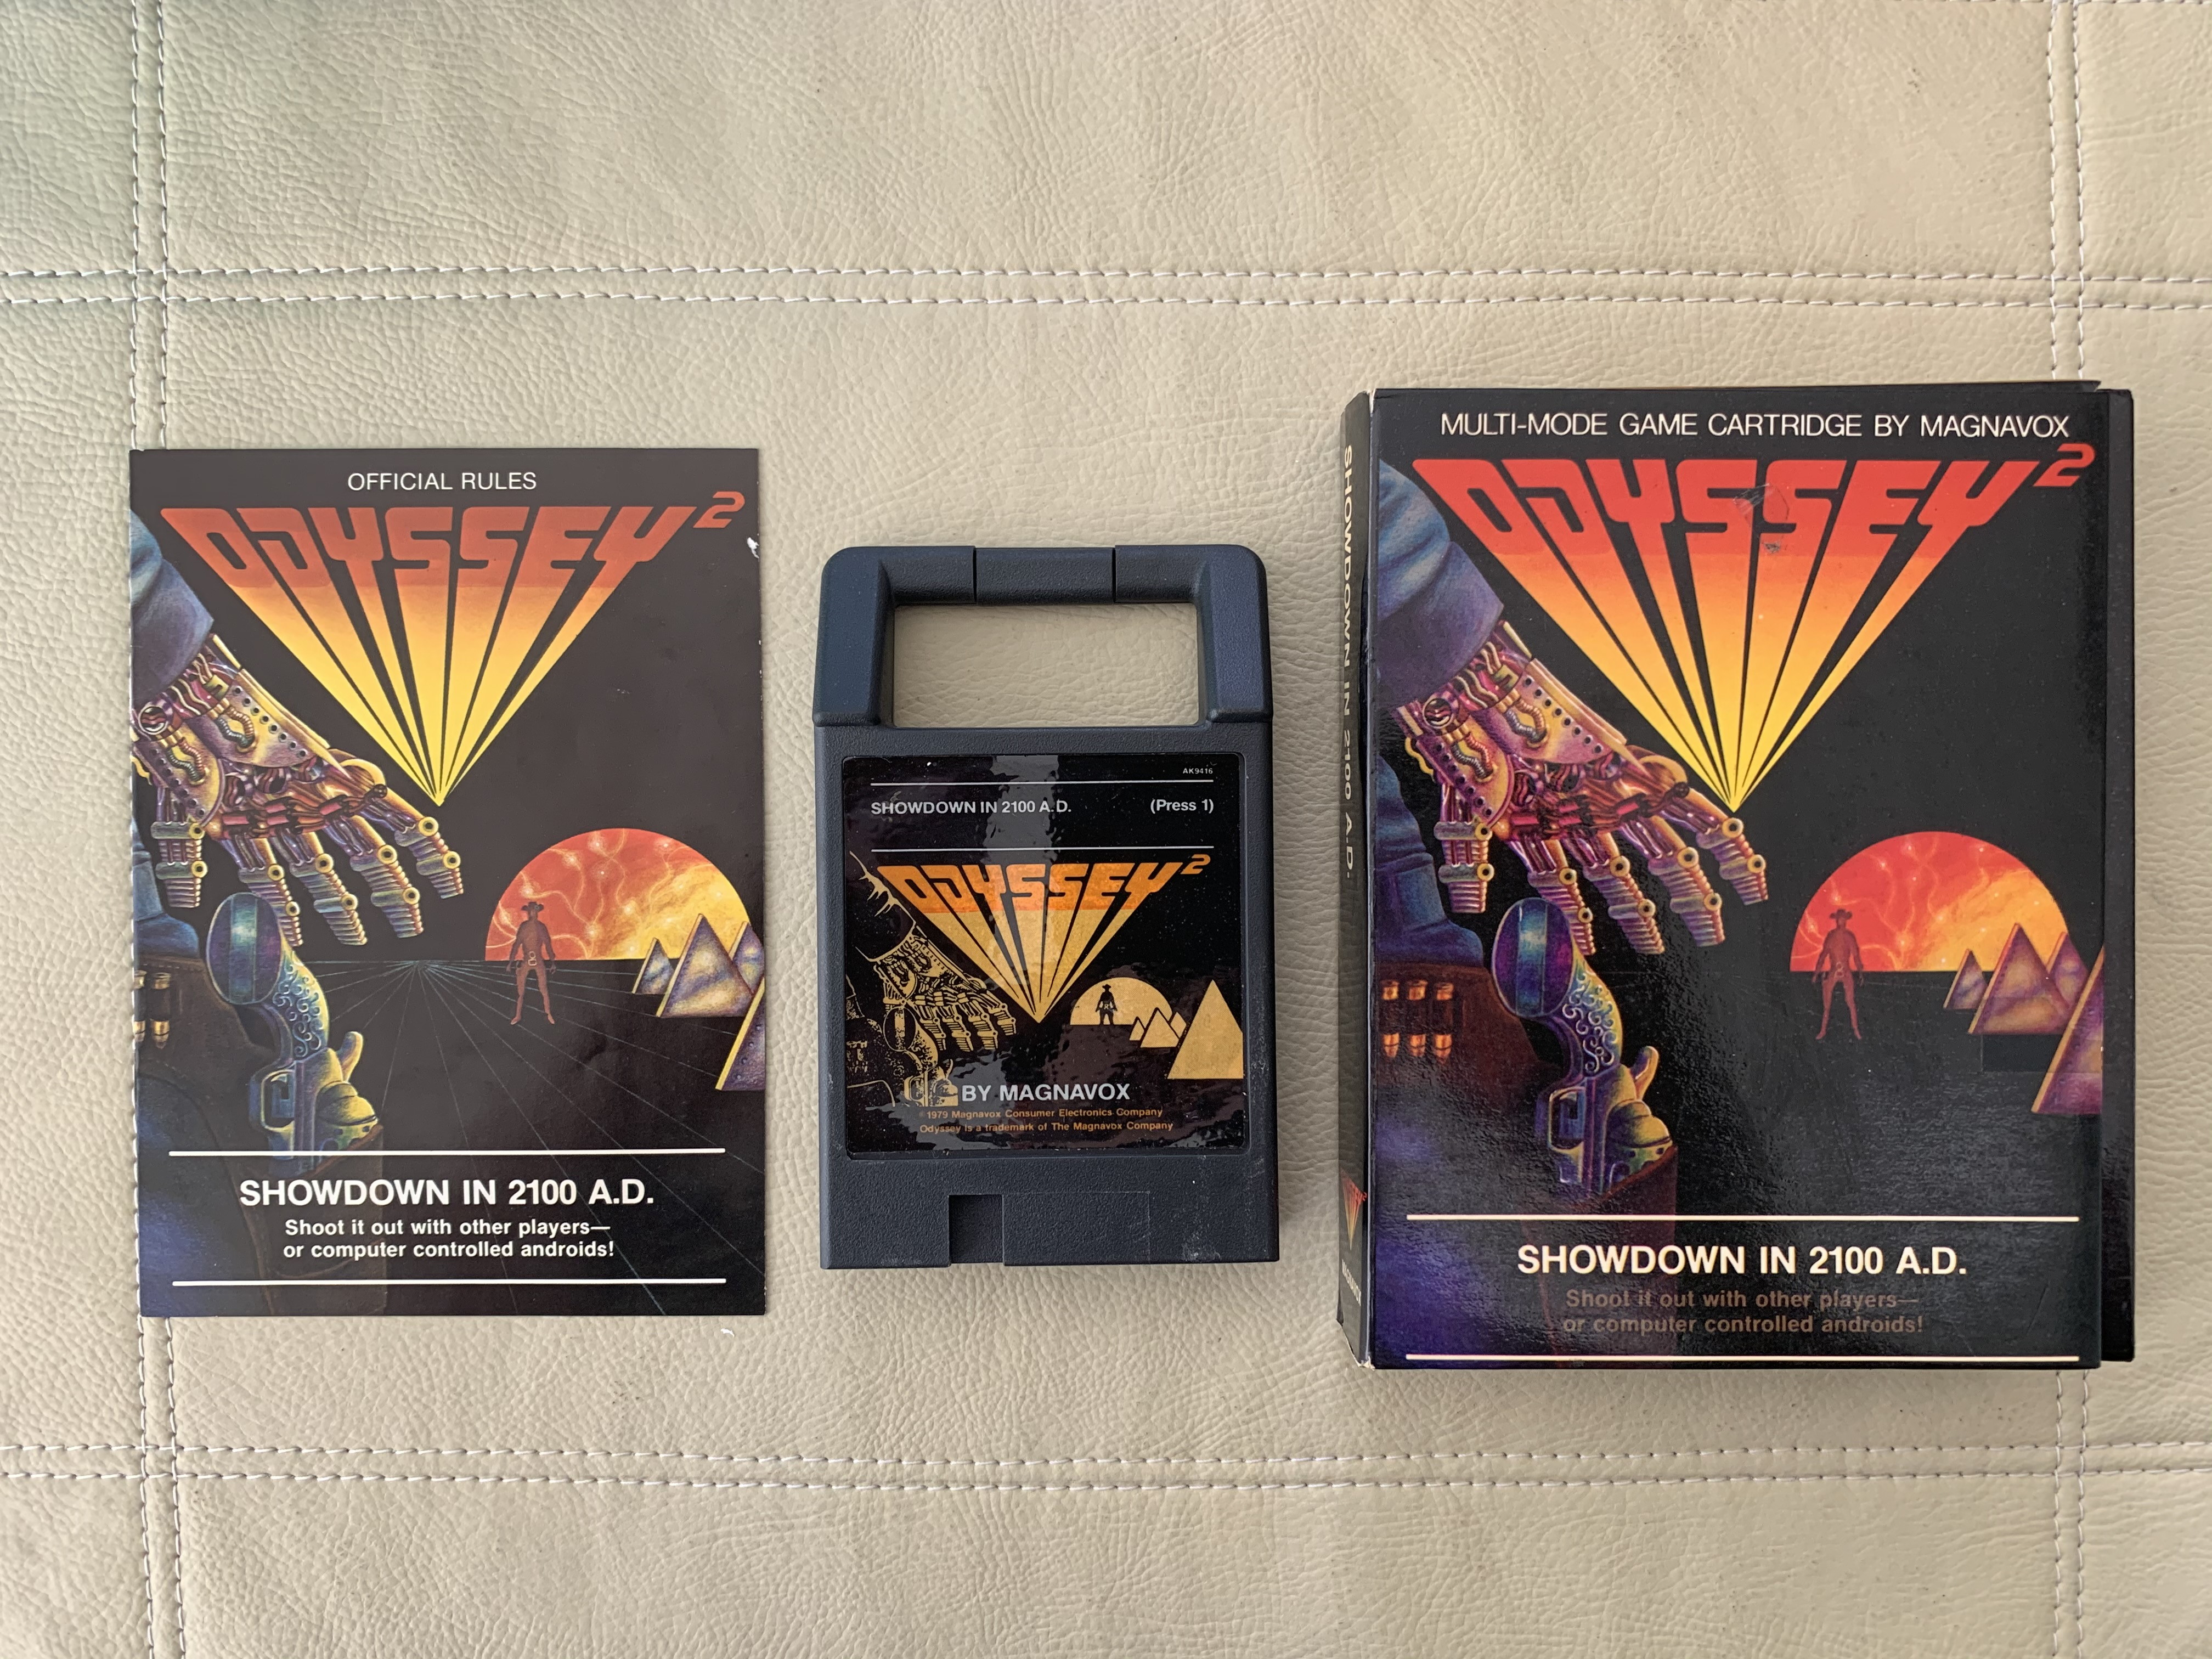 OFFICIAL RULES
ODYSSEY²
SHOWDOWN IN 2100 A.D.
Shoot it out with other players—
or computer controlled androids!
AK9416
SHOWDOWN IN 2100 A.D. (Press 1)
ODYSSEY²
BY MAGNAVOX
©1979 Magnavox Consumer Electronics Company
Odyssey is a trademark of The Magnavox Company
SHOWDOWN IN 2100 A.D.
MULTI-MODE GAME CARTRIDGE BY MAGNAVOX
ODYSSEY²
SHOWDOWN IN 2100 A.D.
Shoot it out with other players—
or computer controlled androids!